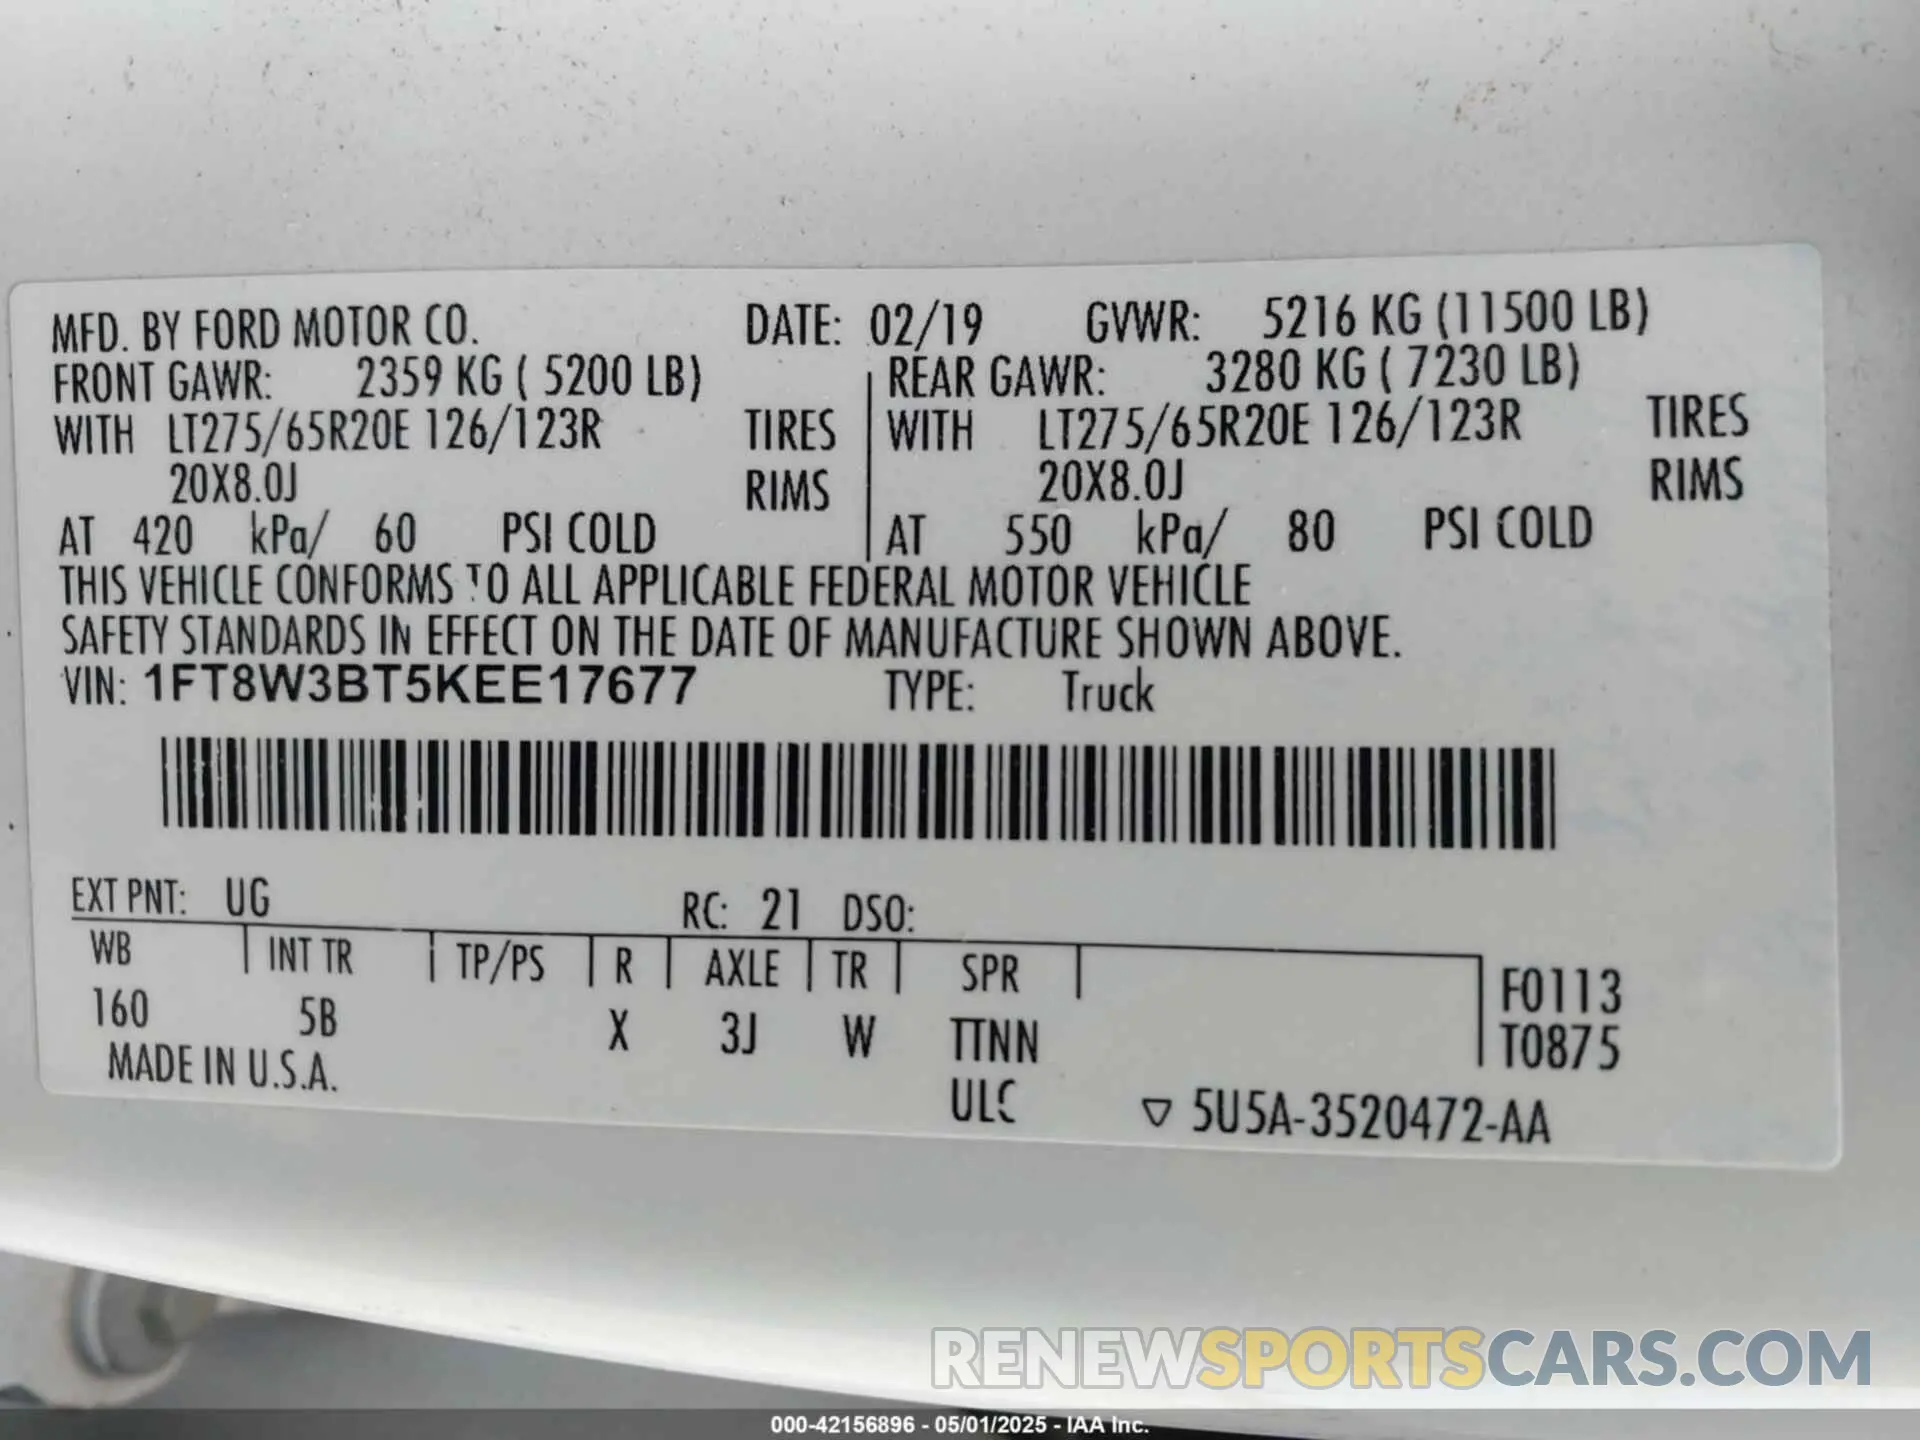 MFD. BY FORD MOTOR CO. DATE: 02/19 GVWR: 5216 KG (11500 LB)
FRONT GAWR: 2359 KG ( 5200 LB) REAR GAWR: 3280 KG ( 7230 LB)
WITH LT275/65R20E 126/123R TIRES WITH LT275/65R20E 126/123R TIRES
20X8.0J RIMS 20X8.0J RIMS
AT 420 kPa/ 60 PSI COLD AT 550 kPa/ 80 PSI COLD
THIS VEHICLE CONFORMS TO ALL APPLICABLE FEDERAL MOTOR VEHICLE
SAFETY STANDARDS IN EFFECT ON THE DATE OF MANUFACTURE SHOWN ABOVE.
VIN: 1FT8W3BT5KEE17677 TYPE: Truck
EXT PNT: UG RC: 21 DSO:
WB INT TR TP/PS R AXLE TR SPR F0113
160 5B X 3J W TTNN T0875
MADE IN U.S.A. ULC ▽ 5U5A-3520472-AA
RENEWSPORTSCARS.COM
000-42156896 - 05/01/2025 - IAA Inc.